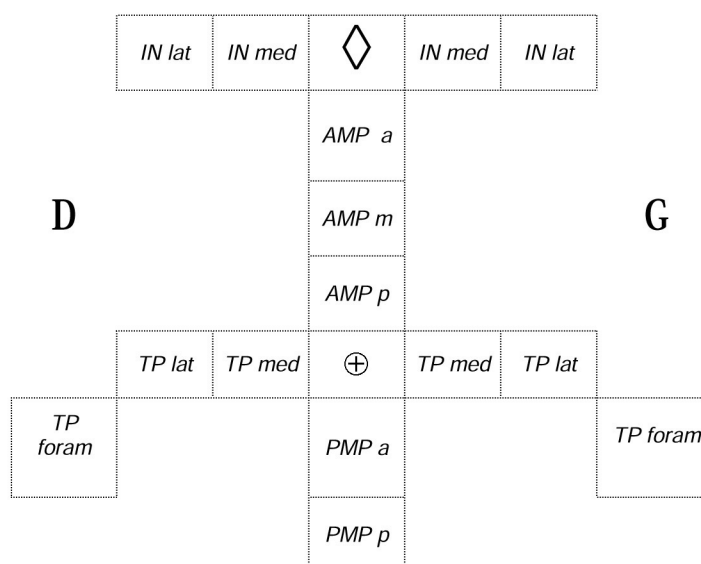 IN lat IN med IN med IN lat
AMP a
AMP m
D G
AMP p
TP lat TP med TP med TP lat
TP
foram
PMP a
TP foram
PMP p